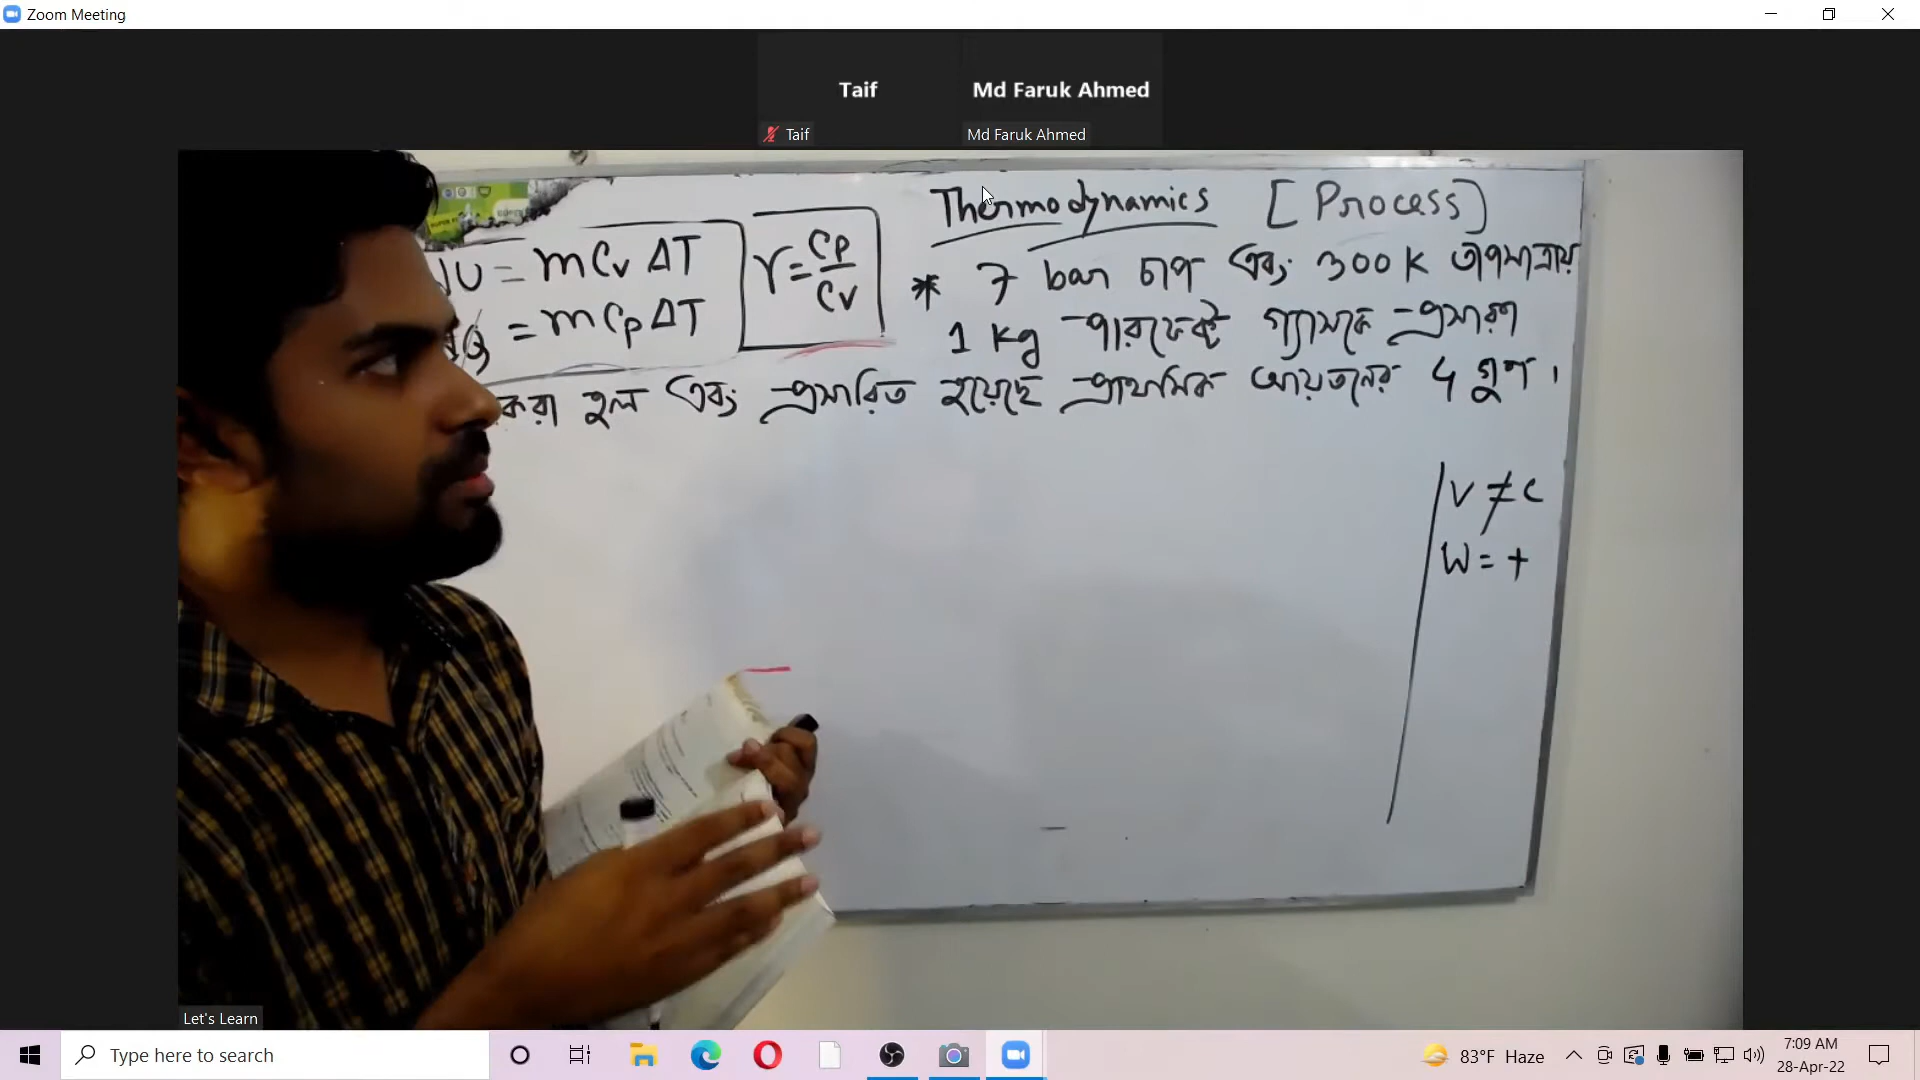 Zoom Meeting
Taif
Md Faruk Ahmed
Taif
Md Faruk Ahmed
Thermodynamics [Process]
U = mCv ΔT
γ = Cp/Cv
* 7 bar চাপ এবং 300 K তাপমাত্রায়
= mCp ΔT
1 kg পারফেক্ট গ্যাসকে প্রসারণ
করা হল এবং প্রসারিত হয়েছে প্রাথমিক আয়তনের 4 গুণ।
V ≠ C
W = +
Let's Learn
Type here to search
83°F Haze
7:09 AM
28-Apr-22